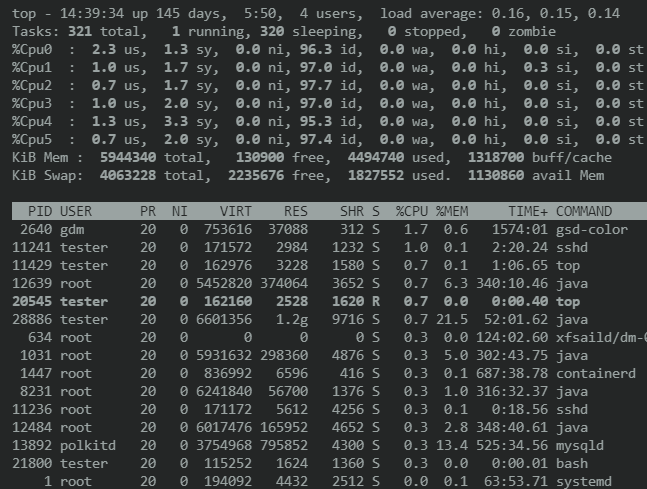 top - 14:39:34 up 145 days,  5:50,  4 users,  load average: 0.16, 0.15, 0.14
Tasks: 321 total,   1 running, 320 sleeping,   0 stopped,   0 zombie
%Cpu0  :  2.3 us,  1.3 sy,  0.0 ni, 96.3 id,  0.0 wa,  0.0 hi,  0.0 si,  0.0 st
%Cpu1  :  1.0 us,  1.7 sy,  0.0 ni, 97.0 id,  0.0 wa,  0.0 hi,  0.3 si,  0.0 st
%Cpu2  :  0.7 us,  1.7 sy,  0.0 ni, 97.7 id,  0.0 wa,  0.0 hi,  0.0 si,  0.0 st
%Cpu3  :  1.0 us,  2.0 sy,  0.0 ni, 97.0 id,  0.0 wa,  0.0 hi,  0.0 si,  0.0 st
%Cpu4  :  1.3 us,  3.3 sy,  0.0 ni, 95.3 id,  0.0 wa,  0.0 hi,  0.0 si,  0.0 st
%Cpu5  :  0.7 us,  2.0 sy,  0.0 ni, 97.4 id,  0.0 wa,  0.0 hi,  0.0 si,  0.0 st
KiB Mem :  5944340 total,   130900 free,  4494740 used,  1318700 buff/cache
KiB Swap:  4063228 total,  2235676 free,  1827552 used.  1130860 avail Mem
PID USER      PR  NI    VIRT    RES    SHR S  %CPU %MEM     TIME+ COMMAND
2640 gdm       20   0  753616  37088    312 S   1.7  0.6   1574:01 gsd-color
11241 tester    20   0  171572   2984   1232 S   1.0  0.1   2:20.24 sshd
11429 tester    20   0  162976   3228   1580 S   0.7  0.1   1:06.65 top
12639 root      20   0 5452820 374064   3652 S   0.7  6.3 340:10.46 java
20545 tester    20   0  162160   2528   1620 R   0.7  0.0   0:00.40 top
28886 tester    20   0 6601356   1.2g   9716 S   0.7 21.5  52:01.62 java
634 root      20   0       0      0      0 S   0.3  0.0 124:02.60 xfsaild/dm-0
1031 root      20   0 5931632 298360   4876 S   0.3  5.0 302:43.75 java
1447 root      20   0  836992   6596    416 S   0.3  0.1 687:38.78 containerd
8231 root      20   0 6241840  56700   1376 S   0.3  1.0 316:32.37 java
11236 root      20   0  171172   5612   4256 S   0.3  0.1   0:18.56 sshd
12484 root      20   0 6017476 165952   4652 S   0.3  2.8 348:40.61 java
13892 polkitd   20   0 3754968 795852   4300 S   0.3 13.4 525:34.56 mysqld
21800 tester    20   0  115252   1624   1360 S   0.3  0.0   0:00.01 bash
1 root      20   0  194092   4432   2512 S   0.0  0.1  63:53.71 systemd